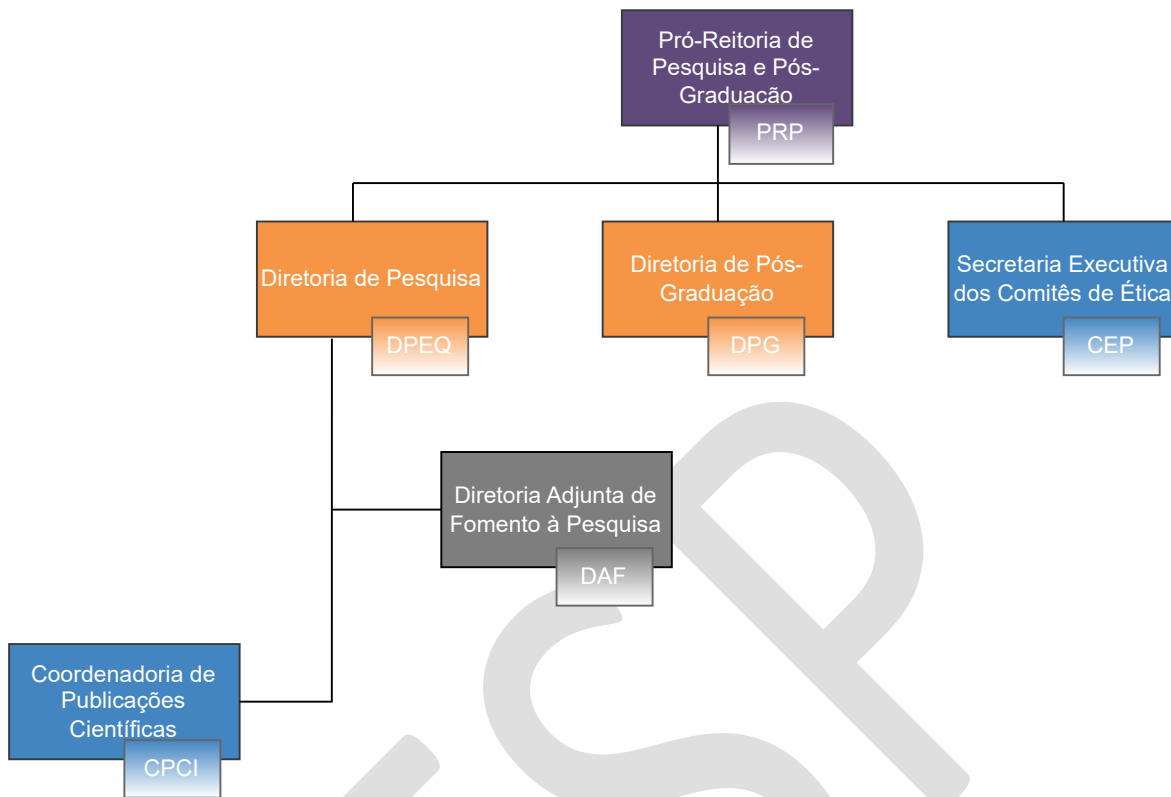 Pró-Reitoria de
Pesquisa e Pós-
Graduação
PRP
Diretoria de Pesquisa
DPEQ
Diretoria de Pós-
Graduação
DPG
Secretaria Executiva
dos Comitês de Ética
CEP
Diretoria Adjunta de
Fomento à Pesquisa
DAF
Coordenadoria de
Publicações
Científicas
CPCI